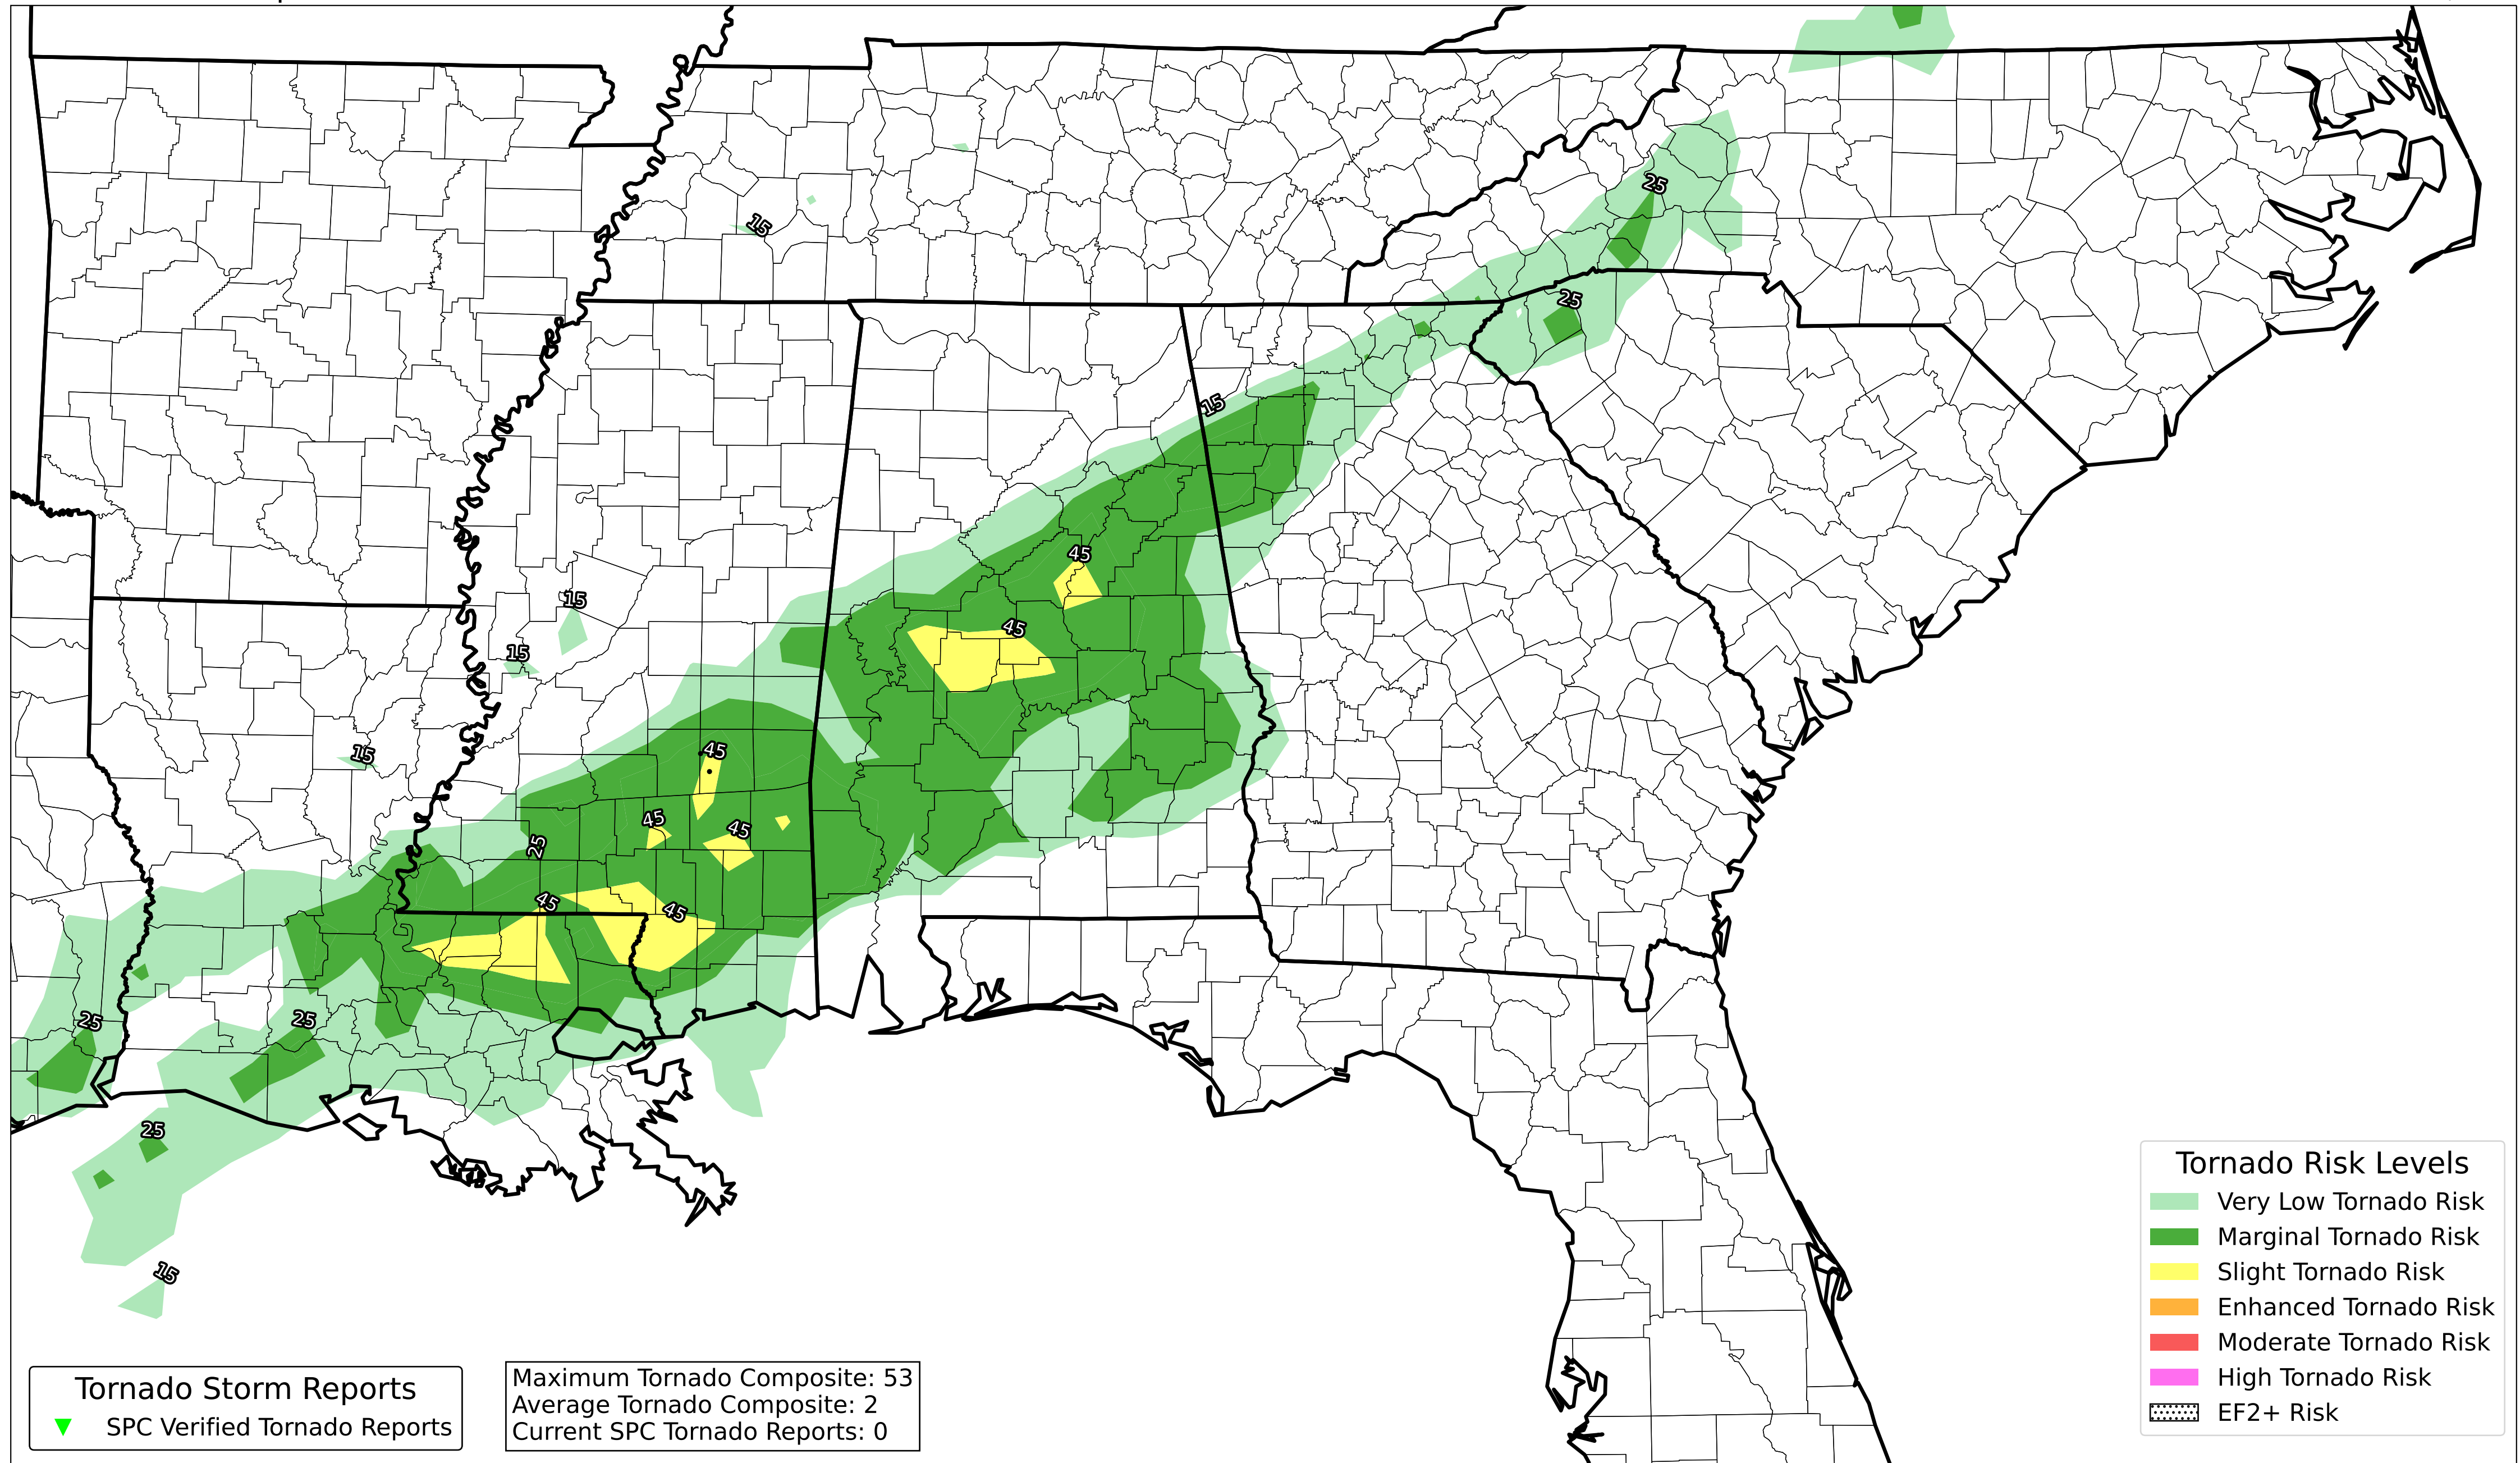 25
15
25
15
45
15
45
15
45
15
45
45
25
45
45
25
25
25
15
Tornado Risk Levels
Very Low Tornado Risk
Marginal Tornado Risk
Slight Tornado Risk
Enhanced Tornado Risk
Moderate Tornado Risk
High Tornado Risk
EF2+ Risk
Tornado Storm Reports
SPC Verified Tornado Reports
Maximum Tornado Composite: 53
Average Tornado Composite: 2
Current SPC Tornado Reports: 0